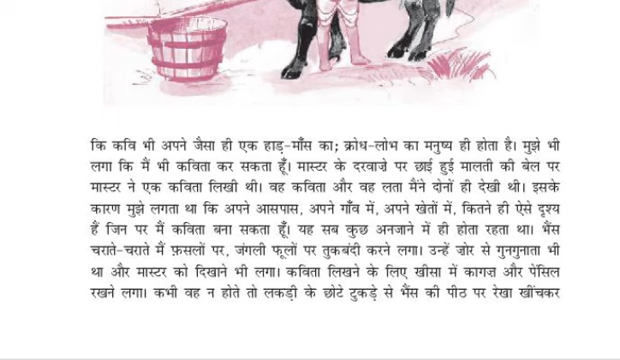 कि कवि भी अपने जैसा ही एक हाड़-माँस का; क्रोध-लोभ का मनुष्य ही होता है। मुझे भी
लगा कि मैं भी कविता कर सकता हूँ। मास्टर के दरवाज़े पर छाई हुई मालती की बेल पर
मास्टर ने एक कविता लिखी थी। वह कविता और वह लता मैंने दोनों ही देखी थी। इसके
कारण मुझे लगता था कि अपने आसपास, अपने गाँव में, अपने खेतों में, कितने ही ऐसे दृश्य
हैं जिन पर मैं कविता बना सकता हूँ। यह सब कुछ अनजाने में ही होता रहता था। भैंस
चराते-चराते मैं फ़सलों पर, जंगली फूलों पर तुकबंदी करने लगा। उन्हें ज़ोर से गुनगुनाता भी
था और मास्टर को दिखाने भी लगा। कविता लिखने के लिए खीसा में कागज़ और पेंसिल
रखने लगा। कभी वह न होते तो लकड़ी के छोटे टुकड़े से भैंस की पीठ पर रेखा खींचकर